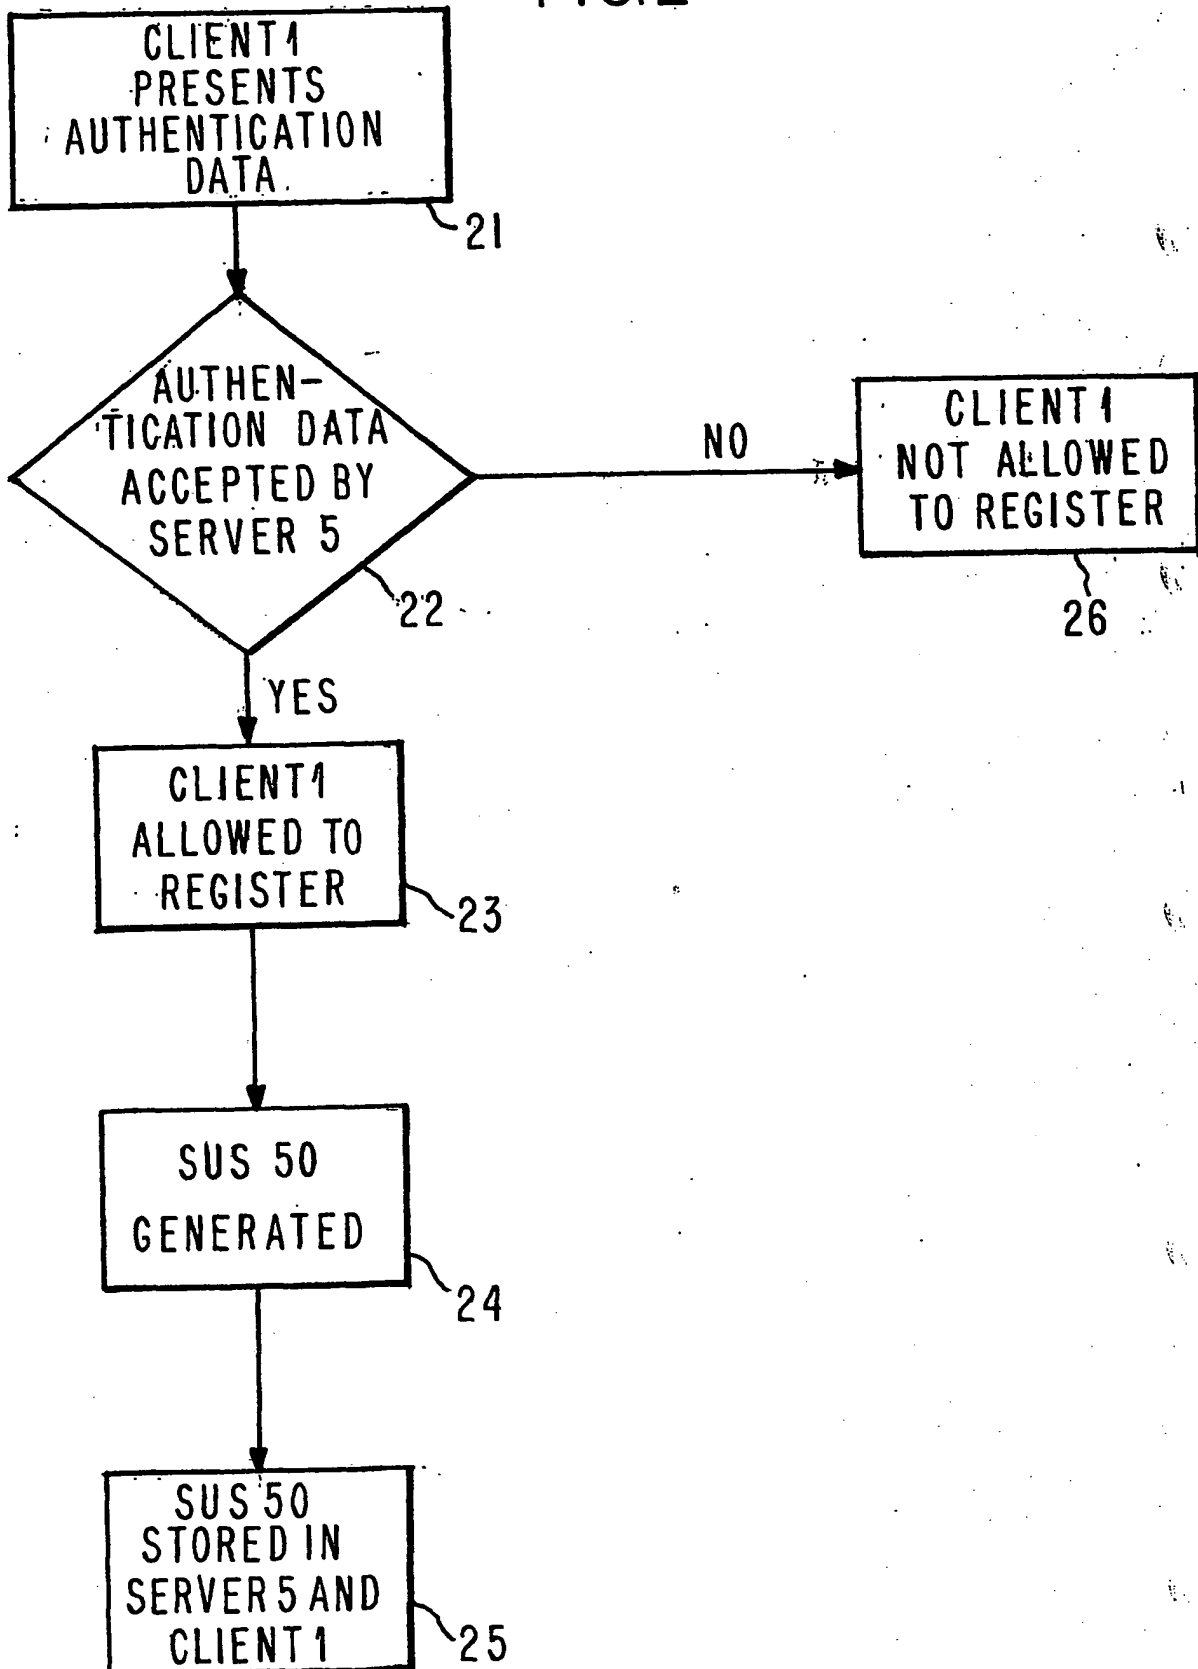 FIG.2
CLIENT 1
PRESENTS
AUTHENTICATION
DATA.
21
AUTHEN-
TICATION DATA
ACCEPTED BY
SERVER 5
22
NO
CLIENT 1
NOT ALLOWED
TO REGISTER
26
YES
CLIENT 1
ALLOWED TO
REGISTER
23
SUS 50
GENERATED
24
SUS 50
STORED IN
SERVER 5 AND
CLIENT 1
25